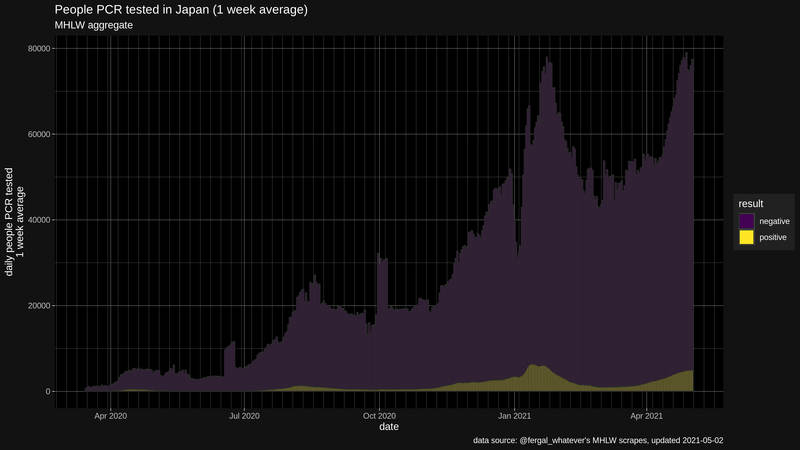 People PCR tested in Japan (1 week average)
MHLW aggregate
daily people PCR tested
1 week average
80000
60000
40000
20000
0
Apr 2020
Jul 2020
Oct 2020
Jan 2021
Apr 2021
date
result
negative
positive
data source: @fergal_whatever's MHLW scrapes, updated 2021-05-02